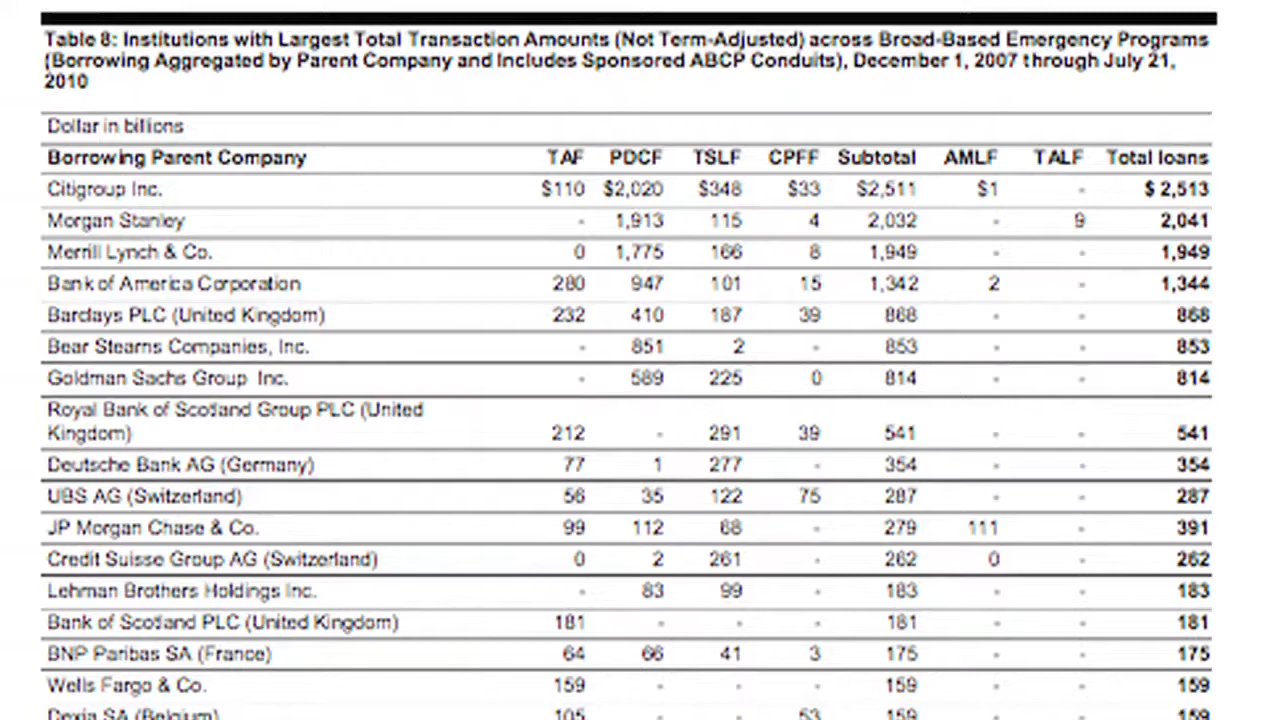 Table 8: Institutions with Largest Total Transaction Amounts (Not Term-Adjusted) across Broad-Based Emergency Programs
(Borrowing Aggregated by Parent Company and Includes Sponsored ABCP Conduits), December 1, 2007 through July 21,
2010
Dollar in billions
Borrowing Parent Company TAF PDCF TSLF CPFF Subtotal AMLF TALF Total loans
Citigroup Inc. $110 $2,020 $348 $33 $2,511 $1 - $ 2,513
Morgan Stanley - 1,913 115 4 2,032 - 9 2,041
Merrill Lynch & Co. 0 1,775 166 8 1,949 - - 1,949
Bank of America Corporation 280 947 101 15 1,342 2 - 1,344
Barclays PLC (United Kingdom) 232 410 187 39 868 - - 868
Bear Stearns Companies, Inc. - 851 2 - 853 - - 853
Goldman Sachs Group Inc. - 589 225 0 814 - - 814
Royal Bank of Scotland Group PLC (United
Kingdom) 212 - 291 39 541 - - 541
Deutsche Bank AG (Germany) 77 1 277 - 354 - - 354
UBS AG (Switzerland) 56 35 122 75 287 - - 287
JP Morgan Chase & Co. 99 112 68 - 279 111 - 391
Credit Suisse Group AG (Switzerland) 0 2 261 - 262 0 - 262
Lehman Brothers Holdings Inc. - 83 99 - 183 - - 183
Bank of Scotland PLC (United Kingdom) 181 - - - 181 - - 181
BNP Paribas SA (France) 64 66 41 3 175 - - 175
Wells Fargo & Co. 159 - - - 159 - - 159
Dexia SA (Belgium) 105 - - 53 159 - - 159